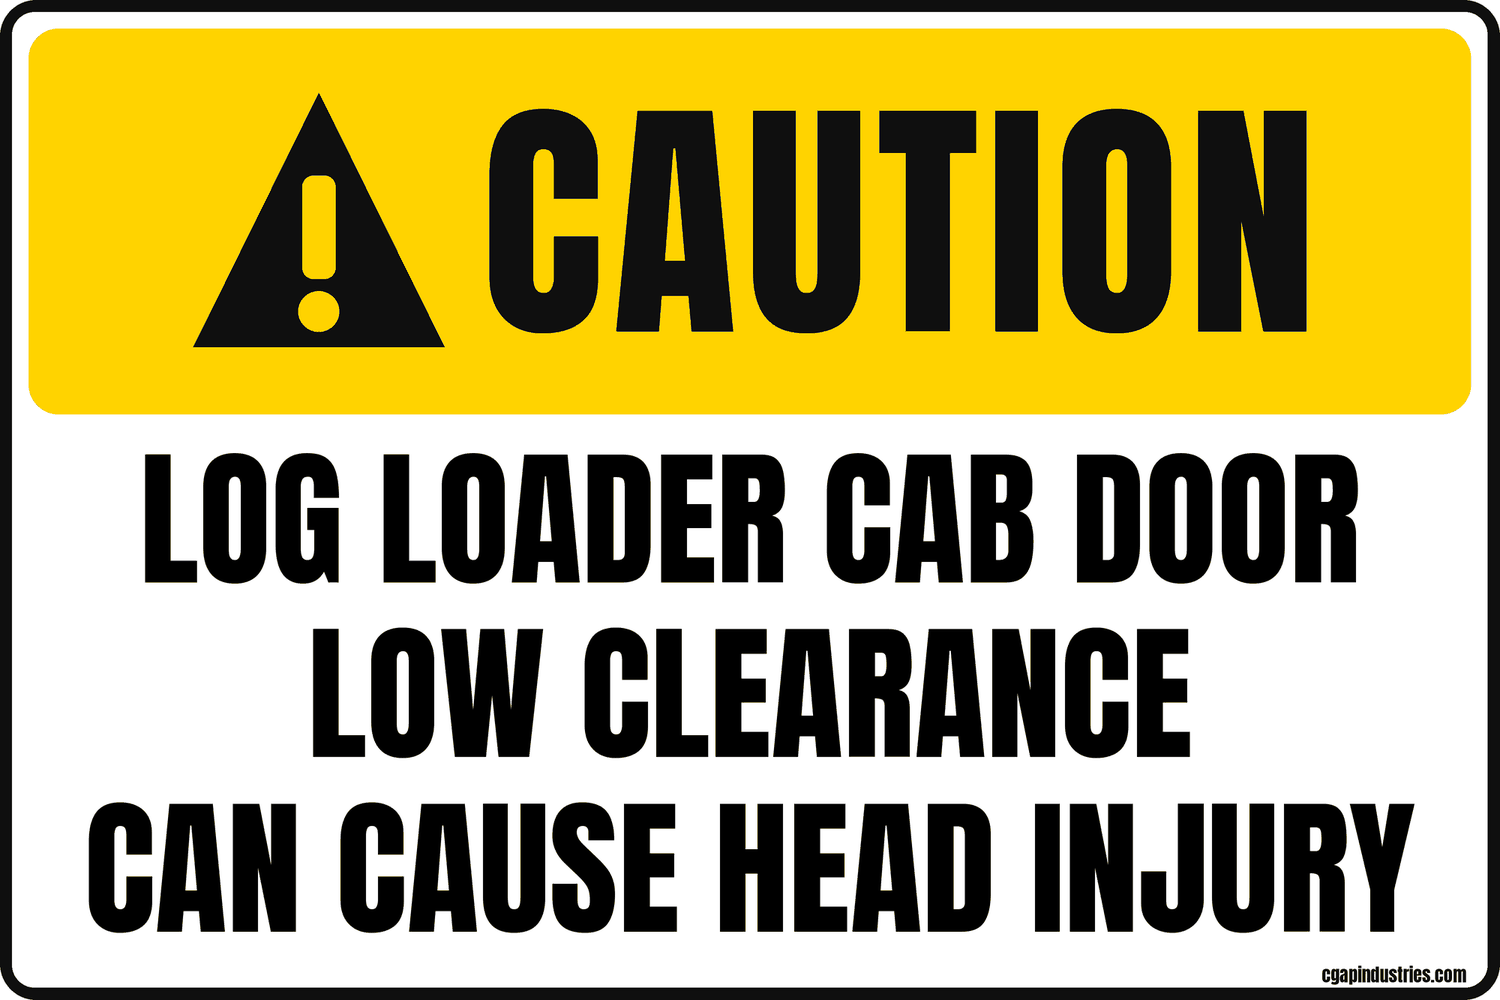 CAUTION
LOG LOADER CAB DOOR
LOW CLEARANCE
CAN CAUSE HEAD INJURY
cgapindustries.com